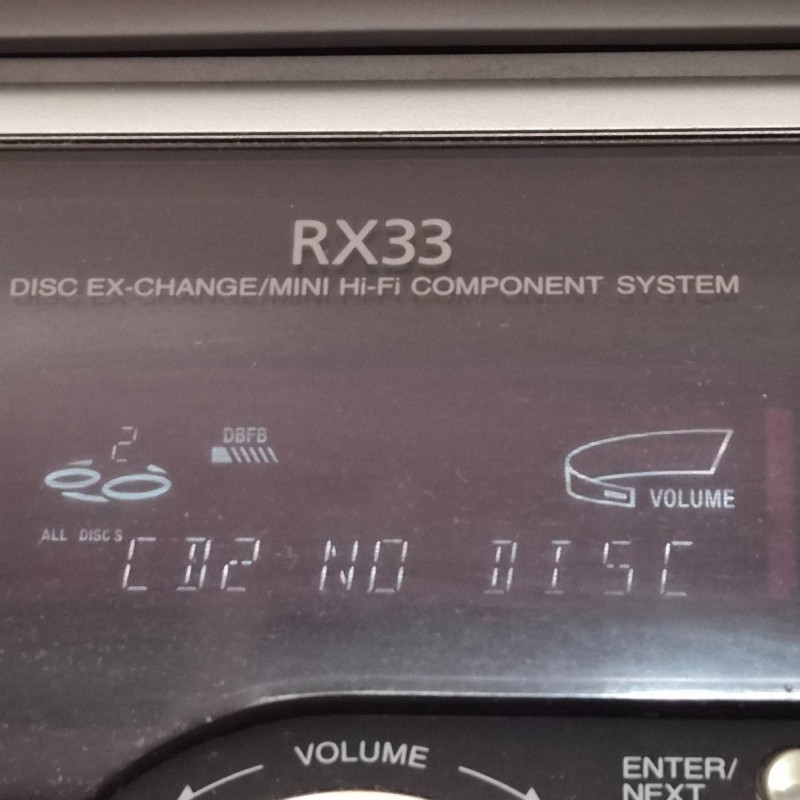 RX33
DISC EX-CHANGE/MINI Hi-Fi COMPONENT SYSTEM
2
DBFB
VOLUME
ALL DISCS
CD2 NO DISC
VOLUME
ENTER/
NEXT